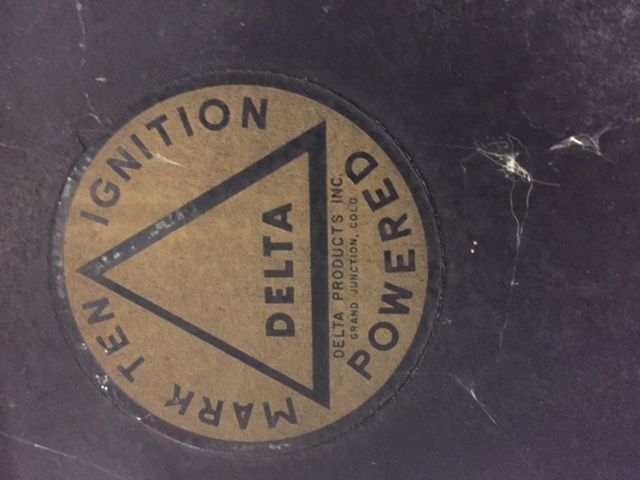 MARK TEN IGNITION
DELTA
DELTA PRODUCTS INC.
GRAND JUNCTION, COLO.
POWERED